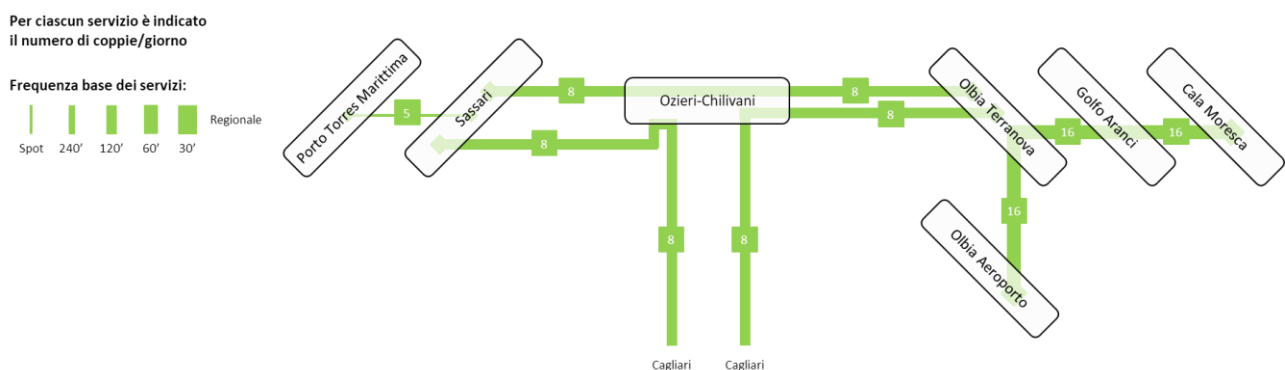 Per ciascun servizio è indicato
il numero di coppie/giorno
Frequenza base dei servizi:
Regionale
Spot
240'
120'
60'
30'
Porto Torres Marittima
5
Sassari
8
8
Ozieri-Chilivani
8
8
8
8
Cagliari
Cagliari
Olbia Terranova
16
Golfo Aranci
16
Cala Moresca
16
Olbia Aeroporto